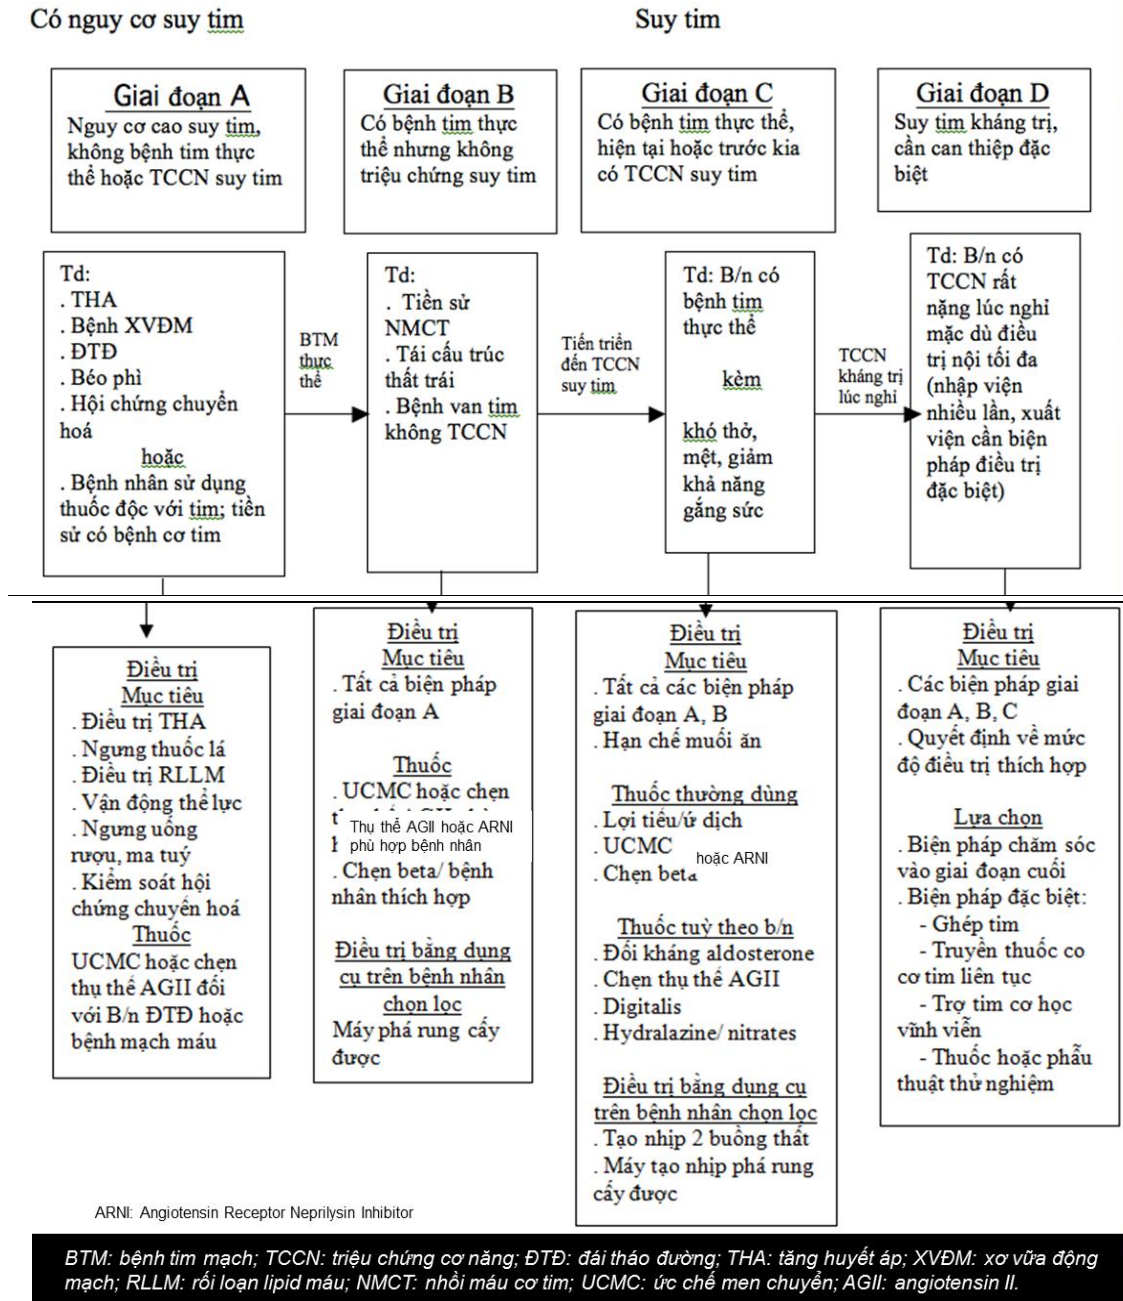 Có nguy cơ suy tim
Suy tim
Giai đoạn A
Nguy cơ cao suy tim,
không bệnh tim thực
thể hoặc TCCN suy tim
Giai đoạn B
Có bệnh tim thực
thể nhưng không
triệu chứng suy tim
Giai đoạn C
Có bệnh tim thực thể,
hiện tại hoặc trước kia
có TCCN suy tim
Giai đoạn D
Suy tim kháng trị,
cần can thiệp đặc
biệt
Td:
. THA
. Bệnh XVĐM
. ĐTĐ
. Béo phì
. Hội chứng chuyển
hoá
hoặc
. Bệnh nhân sử dụng
thuốc độc với tim; tiền
sử có bệnh cơ tim
BTM
thực
thể
Td:
. Tiền sử
NMCT
. Tái cấu trúc
thất trái
. Bệnh van tim
không TCCN
Tiến triển
đến TCCN
suy tim
Td: B/n có
bệnh tim
thực thể
kèm
khó thở,
mệt, giảm
khả năng
gắng sức
TCCN
kháng trị
lúc nghỉ
Td: B/n có
TCCN rất
nặng lúc nghỉ
mặc dù điều
trị nội tối đa
(nhập viện
nhiều lần, xuất
viện cần biện
pháp điều trị
đặc biệt)
Điều trị
Mục tiêu
. Điều trị THA
. Ngưng thuốc lá
. Điều trị RLLM
. Vận động thể lực
. Ngưng uống
rượu, ma tuý
. Kiểm soát hội
chứng chuyển hoá
Thuốc
UCMC hoặc chẹn
thụ thể AGII đối
với B/n ĐTĐ hoặc
bệnh mạch máu
Điều trị
Mục tiêu
. Tất cả biện pháp
giai đoạn A
Thuốc
. UCMC hoặc chẹn
Thụ thể AGII hoặc ARNI
phù hợp bệnh nhân
. Chẹn beta/ bệnh
nhân thích hợp
Điều trị bằng dụng
cụ trên bệnh nhân
chọn lọc
Máy phá rung cấy
được
Điều trị
Mục tiêu
. Tất cả các biện pháp
giai đoạn A, B
. Hạn chế muối ăn
Thuốc thường dùng
. Lợi tiểu/ứ dịch
. UCMC hoặc ARNI
. Chẹn beta
Thuốc tuỳ theo b/n
. Đối kháng aldosterone
. Chẹn thụ thể AGII
. Digitalis
. Hydralazine/ nitrates
Điều trị bằng dụng cụ
trên bệnh nhân chọn lọc
. Tạo nhịp 2 buồng thất
. Máy tạo nhịp phá rung
cấy được
Điều trị
Mục tiêu
. Các biện pháp giai
đoạn A, B, C
. Quyết định về mức
độ điều trị thích hợp
Lựa chọn
. Biện pháp chăm sóc
vào giai đoạn cuối
. Biện pháp đặc biệt:
- Ghép tim
- Truyền thuốc co
cơ tim liên tục
- Trợ tim cơ học
vĩnh viễn
- Thuốc hoặc phẫu
thuật thử nghiệm
ARNI: Angiotensin Receptor Neprilysin Inhibitor
BTM: bệnh tim mạch; TCCN: triệu chứng cơ năng; ĐTĐ: đái tháo đường; THA: tăng huyết áp; XVĐM: xơ vữa động
mạch; RLLM: rối loạn lipid máu; NMCT: nhồi máu cơ tim; UCMC: ức chế men chuyển; AGII: angiotensin II.